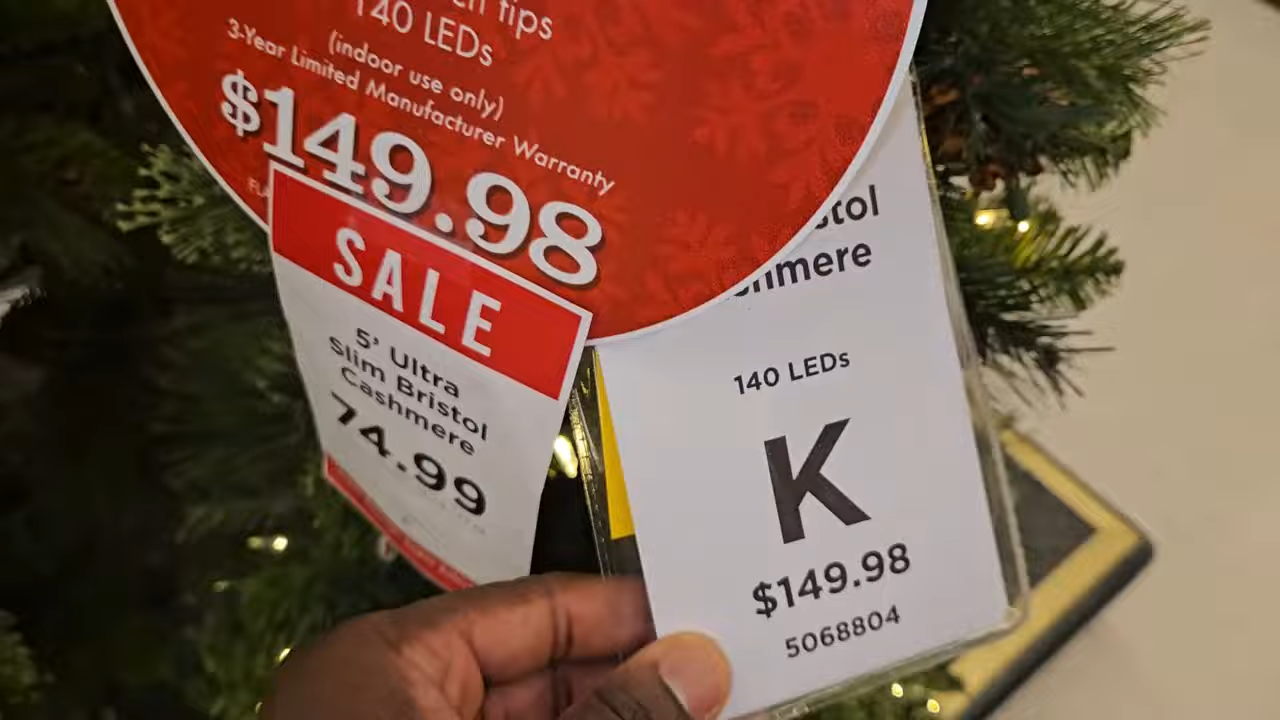 tips
140 LEDs
(indoor use only)
3-Year Limited Manufacturer Warranty
$149.98
SALE
5' Ultra
Slim Bristol
Cashmere
74.99
140 LEDs
K
$149.98
5068804